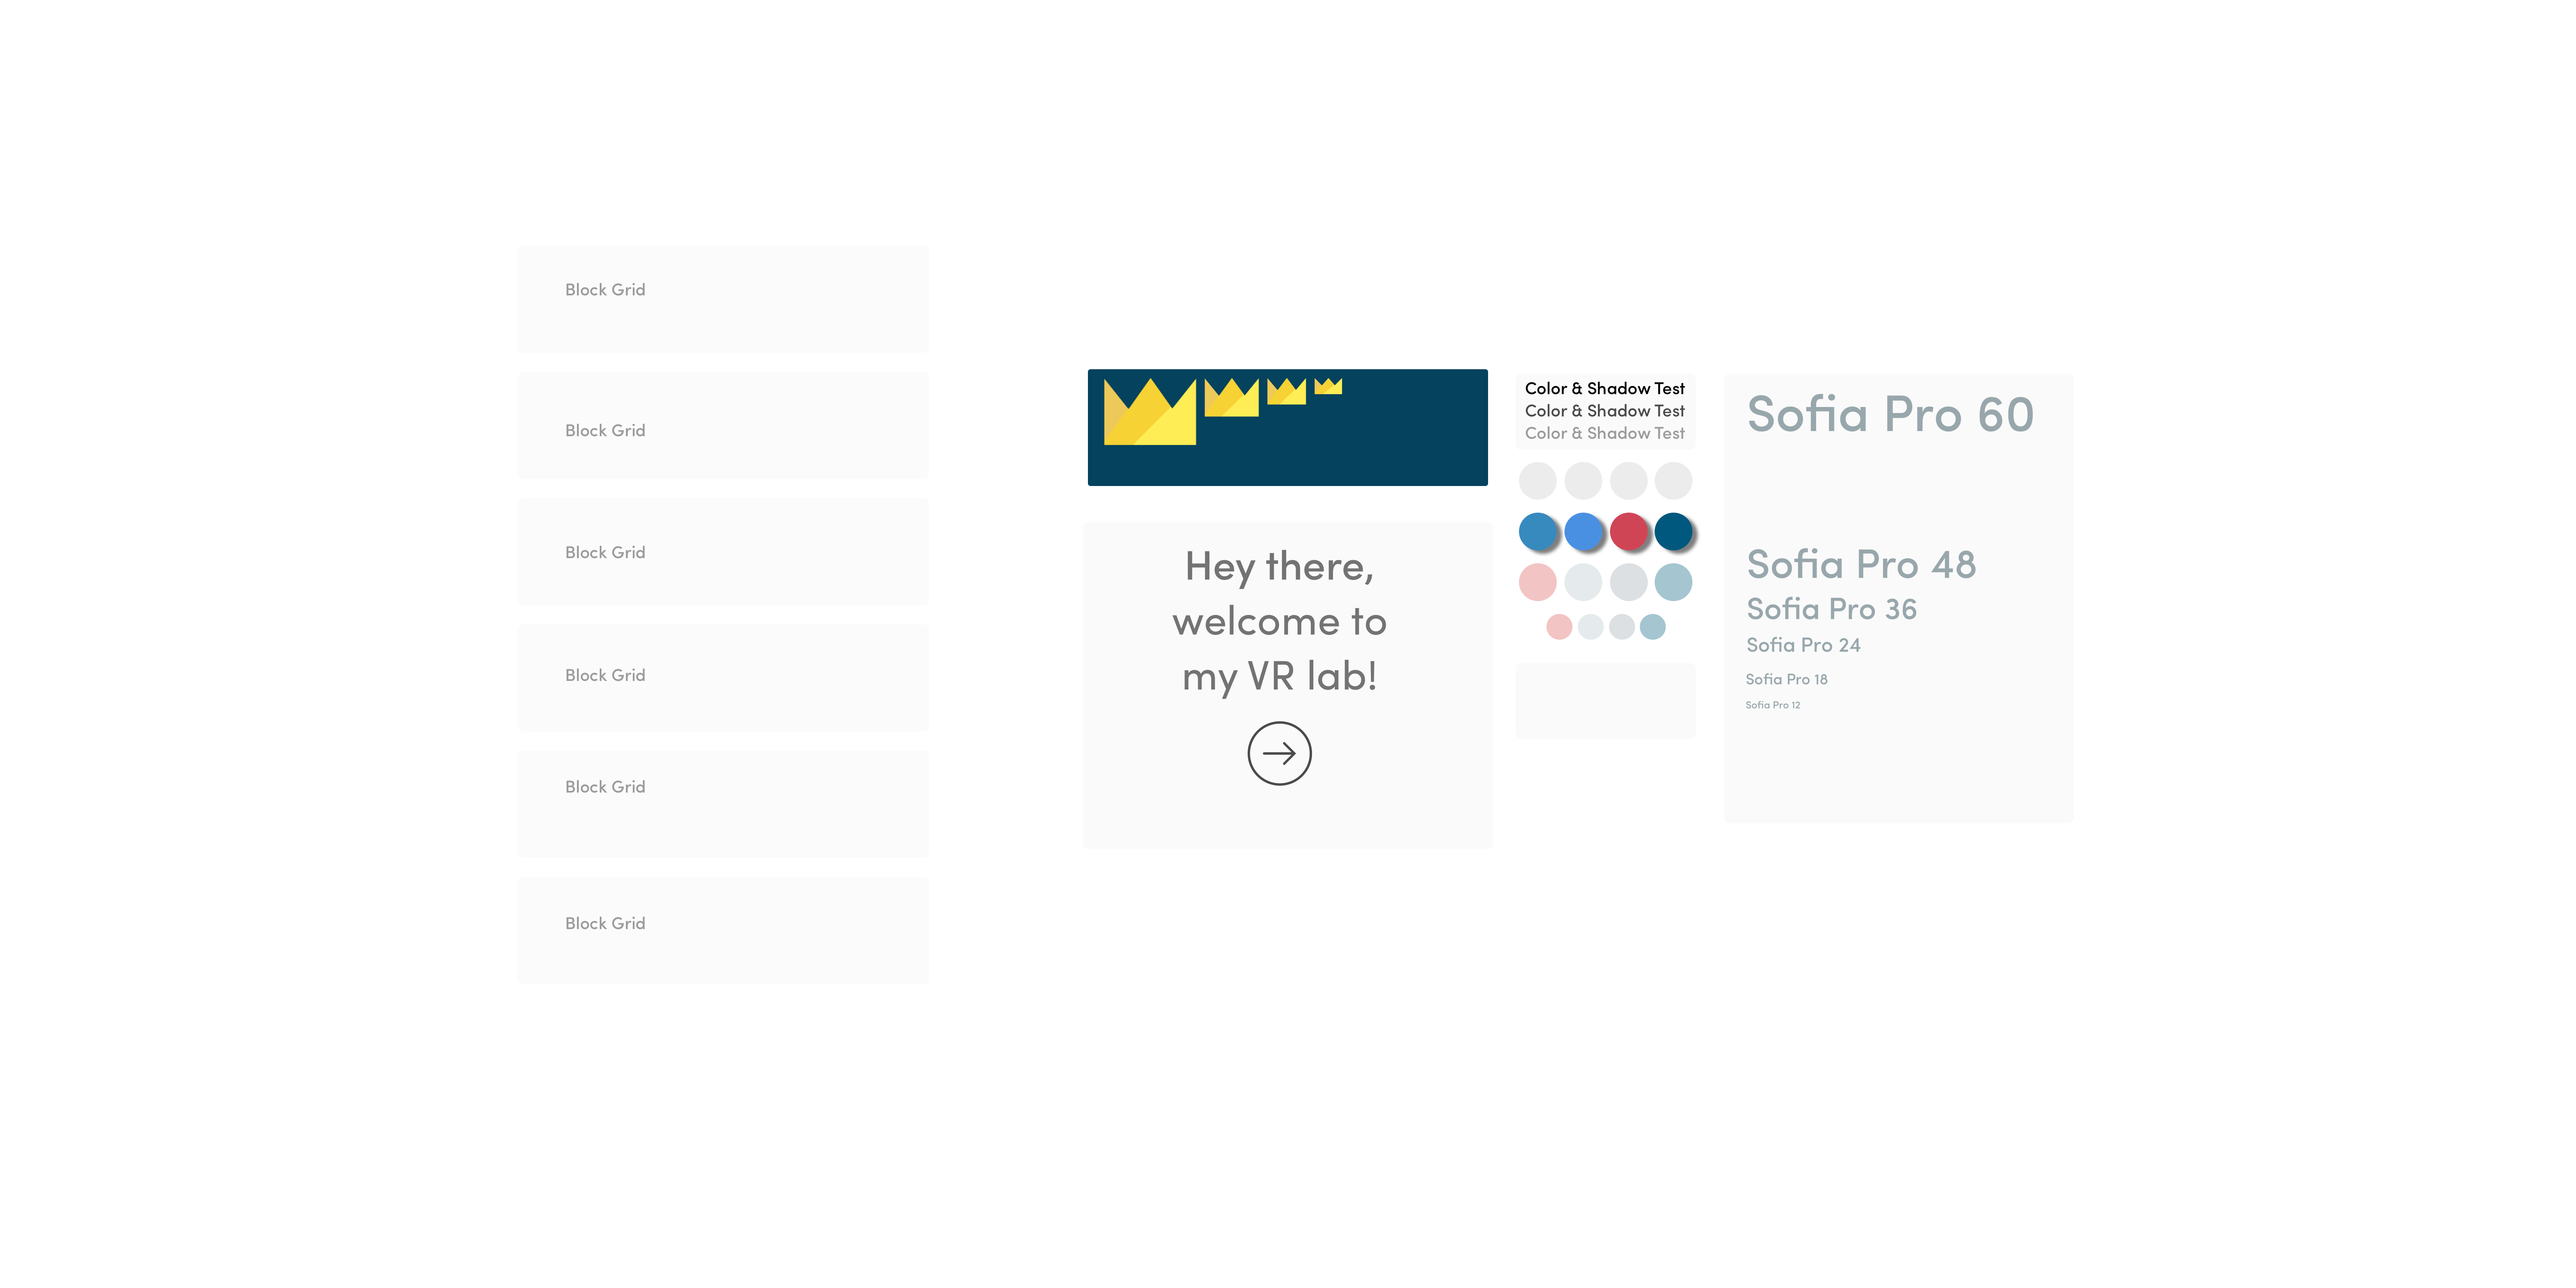 Block Grid
Block Grid
Block Grid
Block Grid
Block Grid
Block Grid
Hey there,
welcome to
my VR lab!
Color & Shadow Test
Color & Shadow Test
Color & Shadow Test
Sofia Pro 60
Sofia Pro 48
Sofia Pro 36
Sofia Pro 24
Sofia Pro 18
Sofia Pro 12